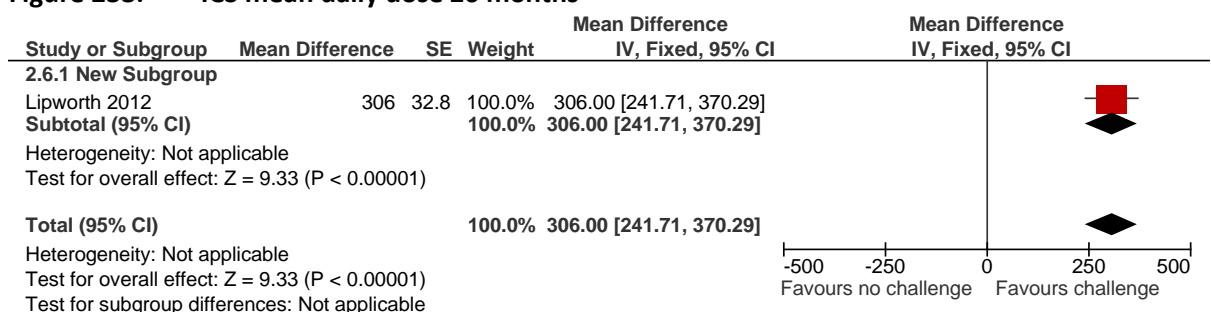 Figure ICS mean daily dose months
Mean Difference Mean Difference
Study or Subgroup Mean Difference SE Weight IV, Fixed, 95% CI IV, Fixed, 95% CI
2.6.1 New Subgroup
Lipworth 2012 306 32.8 100.0% 306.00 [241.71, 370.29]
Subtotal (95% CI) 100.0% 306.00 [241.71, 370.29]
Heterogeneity: Not applicable
Test for overall effect: Z = 9.33 (P < 0.00001)
Total (95% CI) 100.0% 306.00 [241.71, 370.29]
Heterogeneity: Not applicable
Test for overall effect: Z = 9.33 (P < 0.00001)
Test for subgroup differences: Not applicable
-500 -250 0 250 500
Favours no challenge Favours challenge